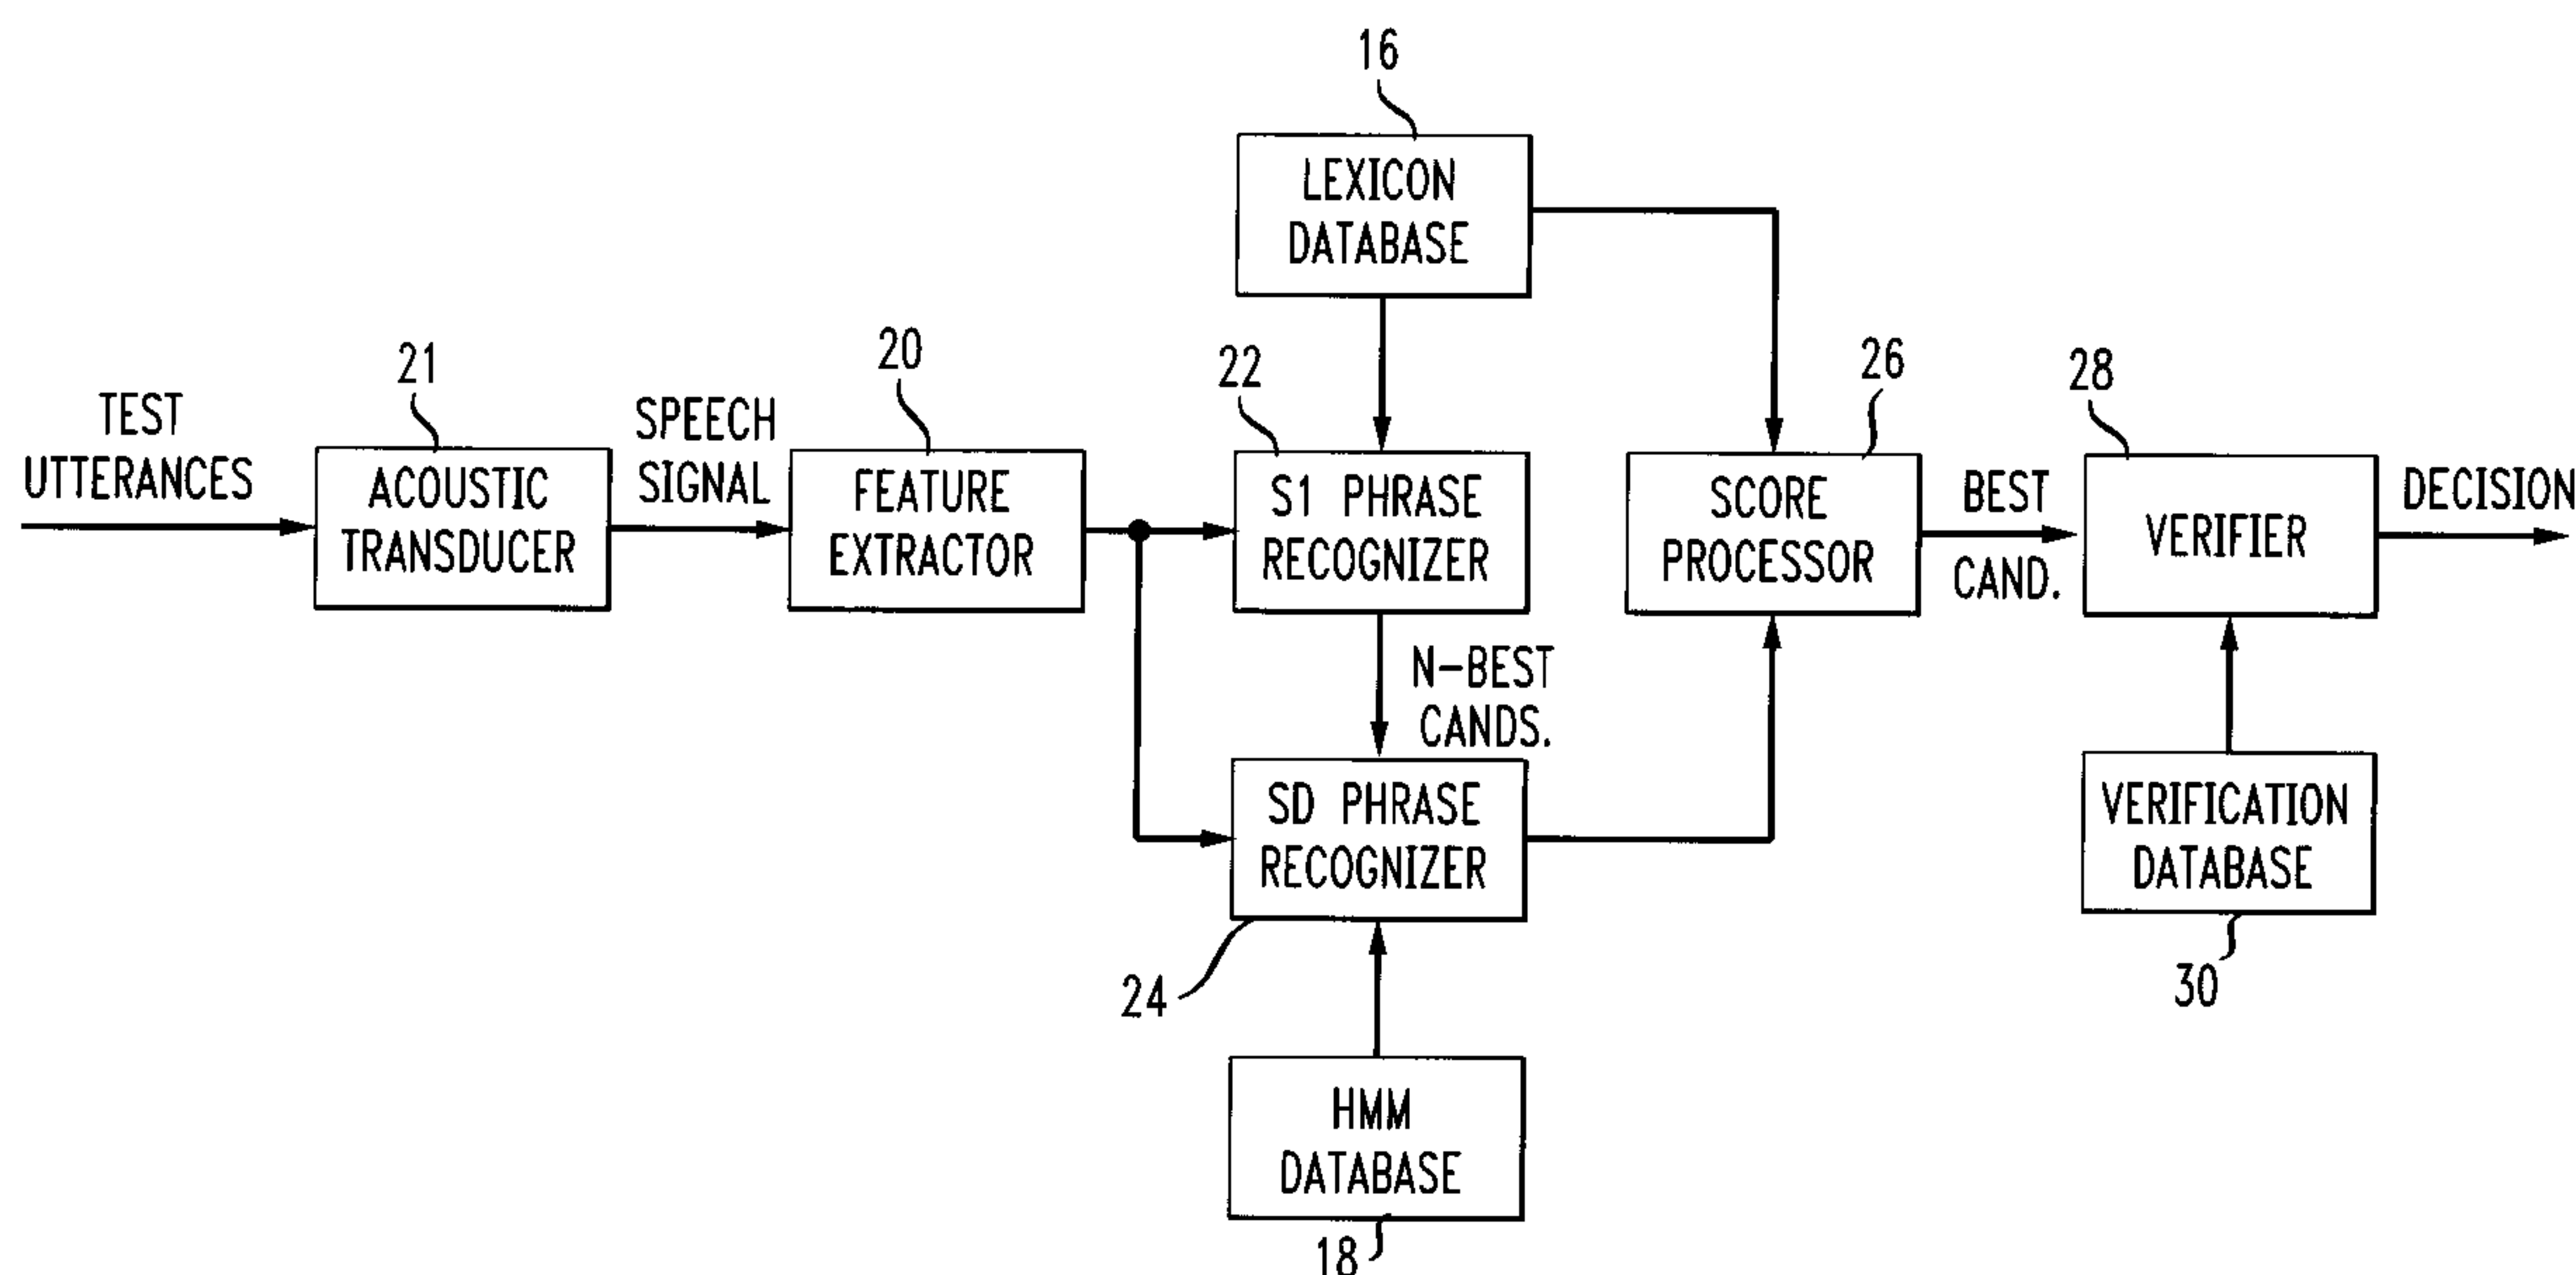 16
LEXICON
DATABASE
21
20
22
26
28
TEST
UTTERANCES
ACOUSTIC
TRANSDUCER
SPEECH
SIGNAL
FEATURE
EXTRACTOR
S1 PHRASE
RECOGNIZER
SCORE
PROCESSOR
BEST
CAND.
VERIFIER
DECISION
N-BEST
CANDS.
SD PHRASE
RECOGNIZER
24
VERIFICATION
DATABASE
30
HMM
DATABASE
18